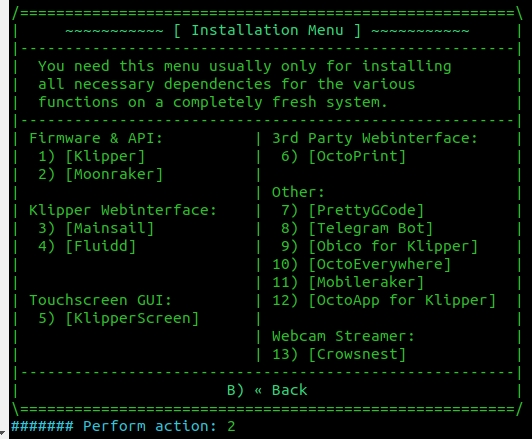 /=======================================================\
|     ~~~~~~~~~~~ [ Installation Menu ] ~~~~~~~~~~~     |
|-------------------------------------------------------|
|  You need this menu usually only for installing       |
|  all necessary dependencies for the various           |
|  functions on a completely fresh system.              |
|-------------------------------------------------------|
| Firmware & API:          | 3rd Party Webinterface:    |
|  1) [Klipper]            |  6) [OctoPrint]            |
|  2) [Moonraker]          |                            |
|                          | Other:                     |
| Klipper Webinterface:    |  7) [PrettyGCode]          |
|  3) [Mainsail]           |  8) [Telegram Bot]         |
|  4) [Fluidd]             |  9) [Obico for Klipper]    |
|                          | 10) [OctoEverywhere]       |
|                          | 11) [Mobileraker]          |
| Touchscreen GUI:         | 12) [OctoApp for Klipper]  |
|  5) [KlipperScreen]      |                            |
|                          | Webcam Streamer:           |
|                          | 13) [Crowsnest]            |
|-------------------------------------------------------|
|                       B) « Back                       |
\=======================================================/
####### Perform action: 2